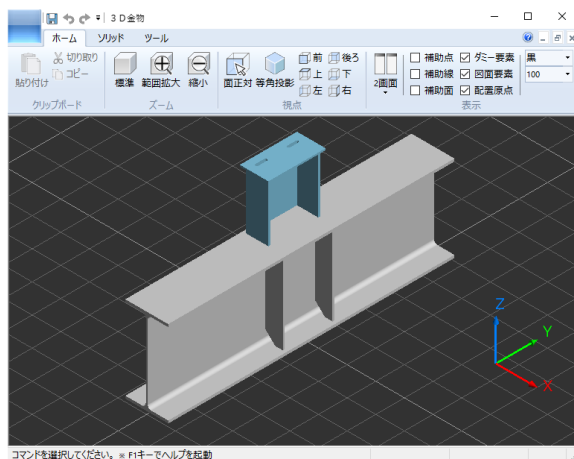 3D金物
ホーム ソリッド ツール
貼り付け
切り取り
コピー
クリップボード
標準 範囲拡大 縮小
ズーム
面正対 等角投影
前 後ろ
上 下
左 右
視点
2画面
補助点 ダミー要素
補助線 図面要素
補助面 配置原点
黒
100
表示
Z
Y
X
コマンドを選択してください。 ※ F1キーでヘルプを起動